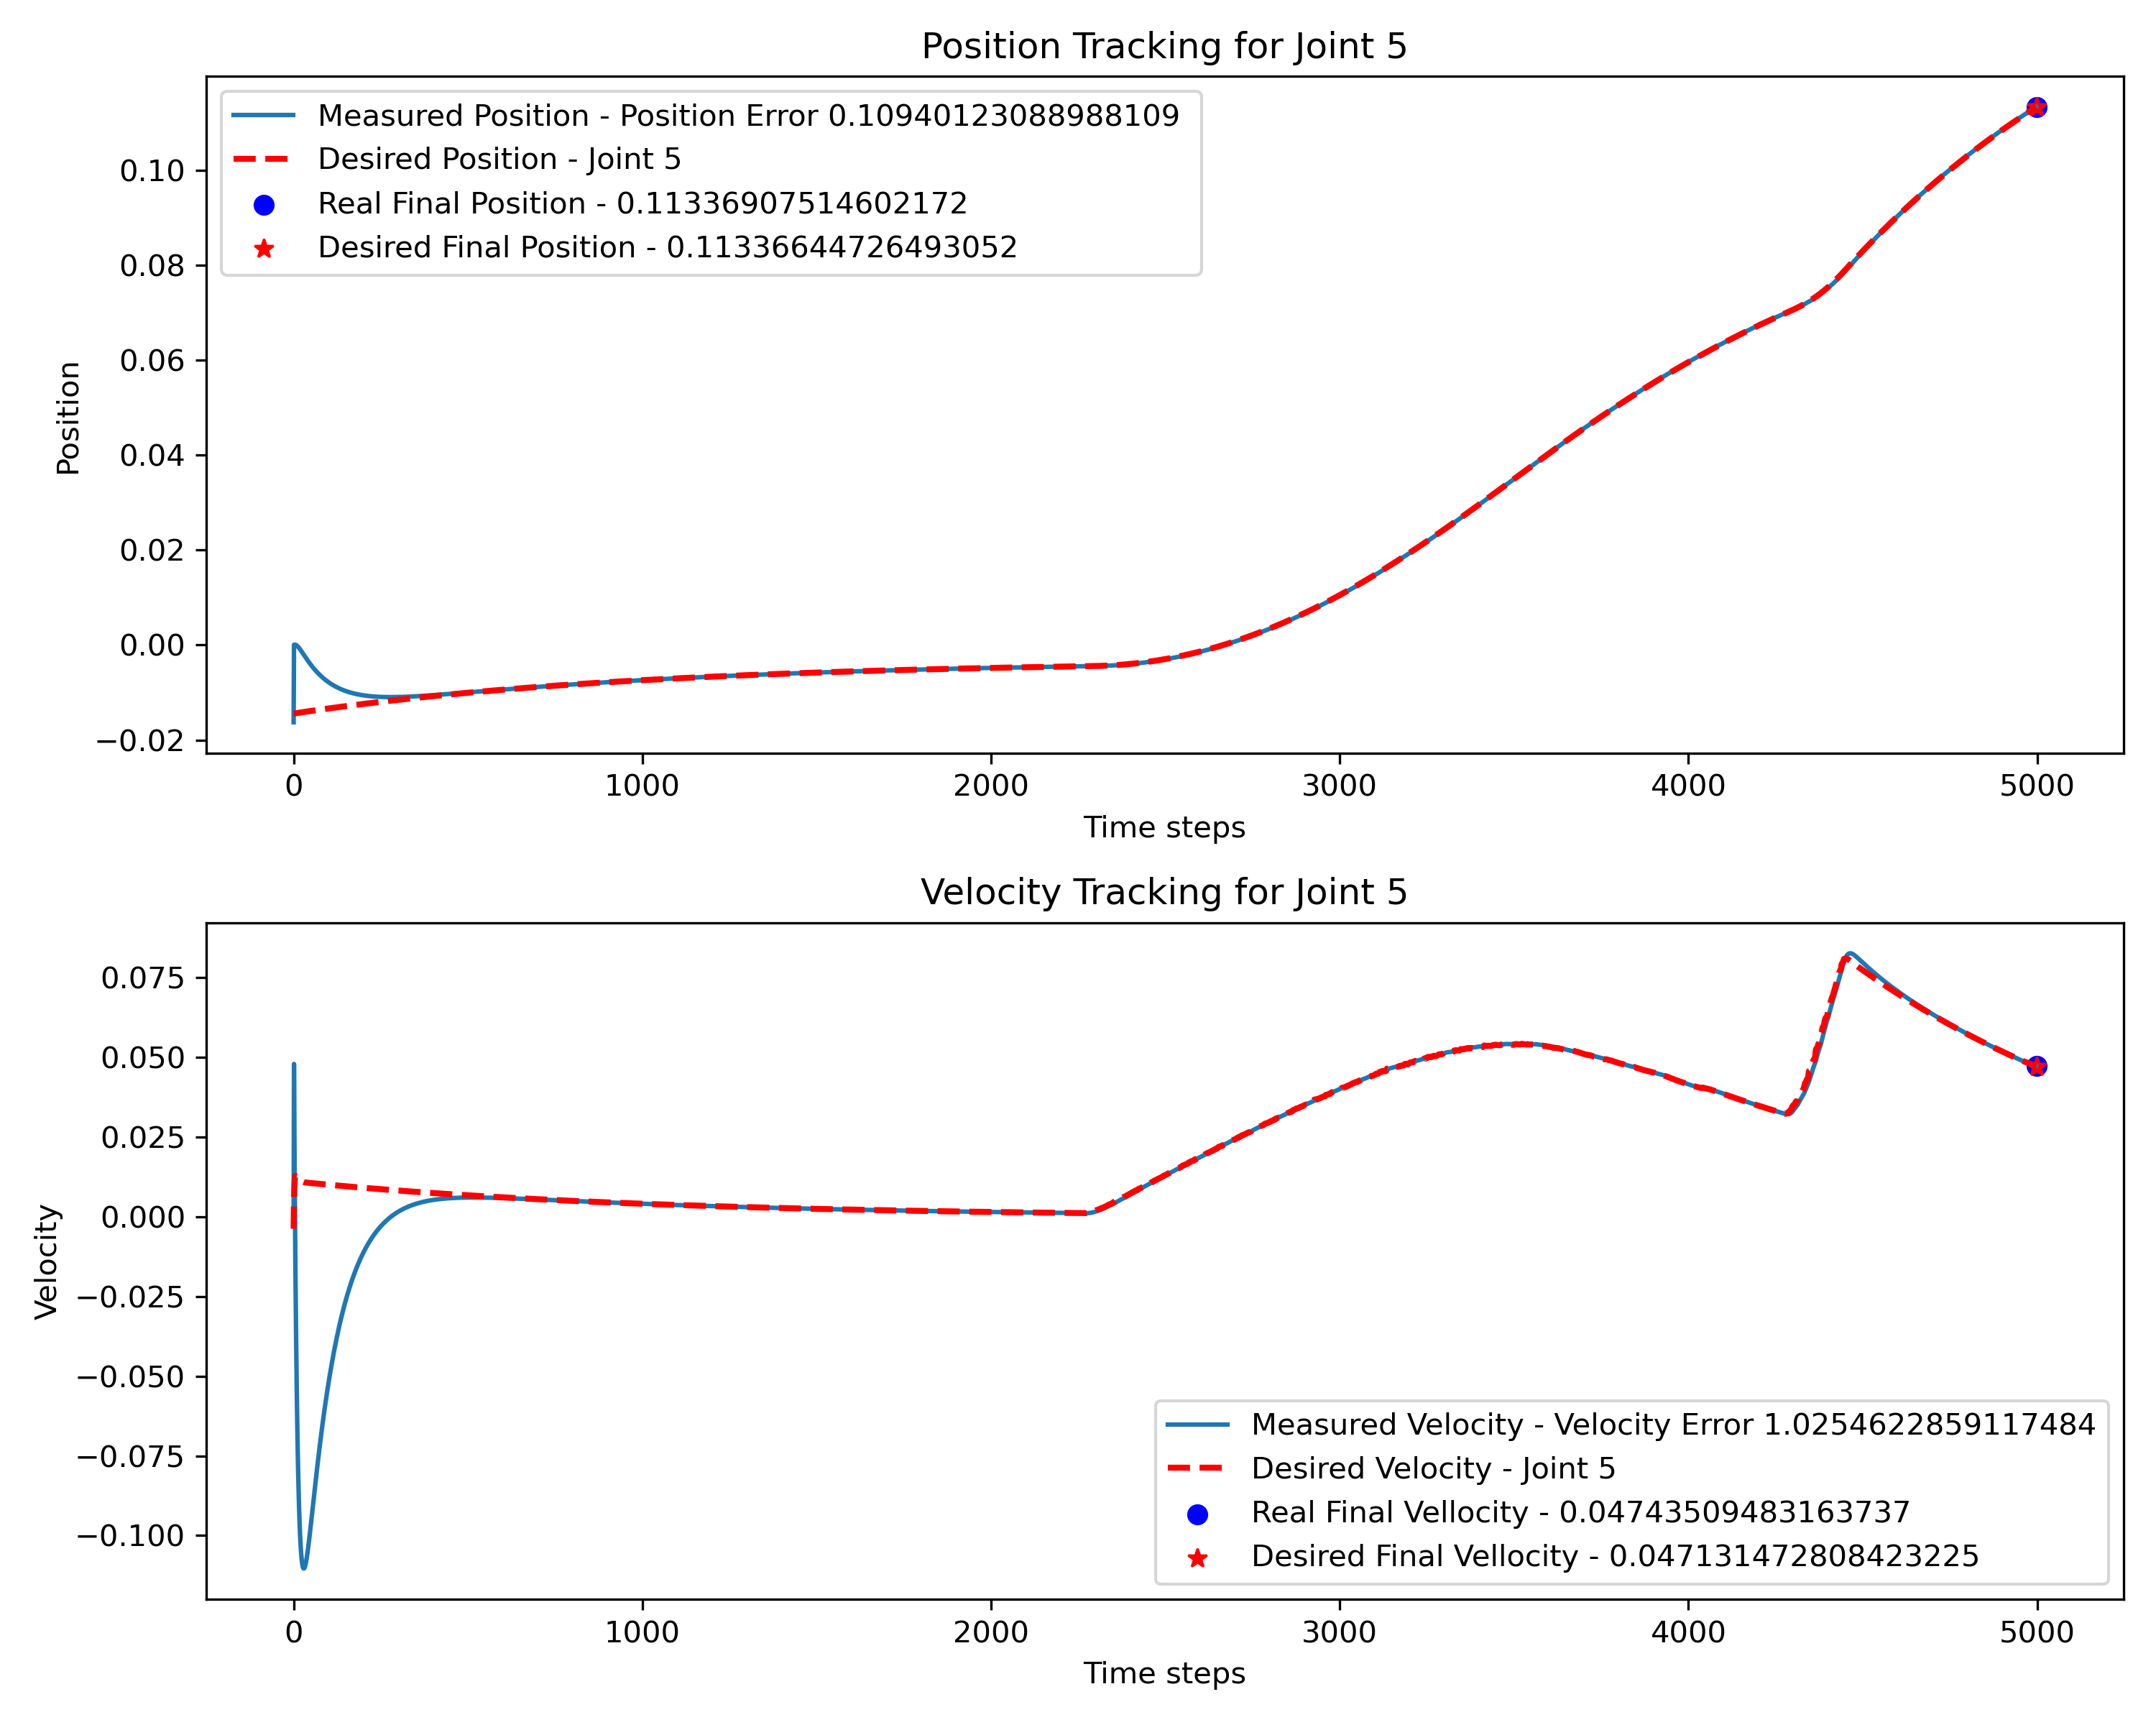 Position Tracking for Joint 5
Measured Position - Position Error 0.10940123088988109
Desired Position - Joint 5
Real Final Position - 0.11336907514602172
Desired Final Position - 0.11336644726493052
0.10
0.08
0.06
0.04
0.02
0.00
−0.02
Position
0 1000 2000 3000 4000 5000
Time steps
Velocity Tracking for Joint 5
0.075
0.050
0.025
0.000
−0.025
−0.050
−0.075
−0.100
Velocity
Measured Velocity - Velocity Error 1.0254622859117484
Desired Velocity - Joint 5
Real Final Vellocity - 0.04743509483163737
Desired Final Vellocity - 0.047131472808423225
0 1000 2000 3000 4000 5000
Time steps